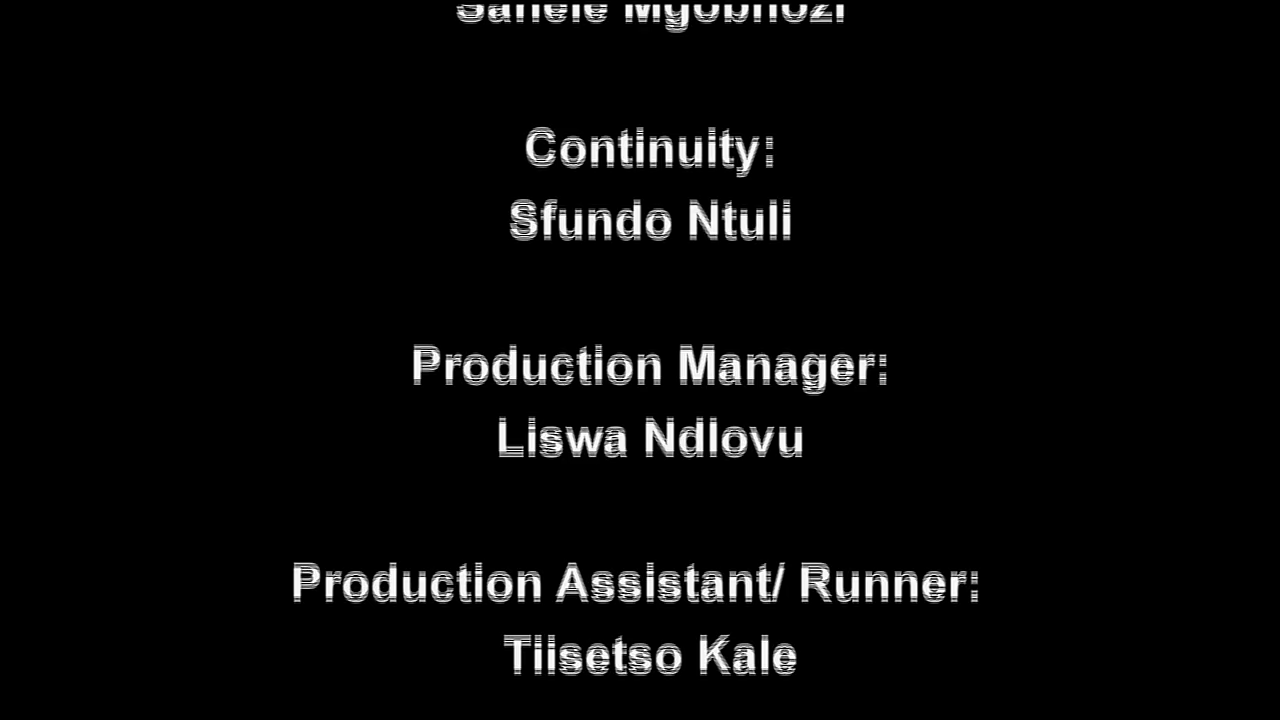 Continuity:
Sfundo Ntuli
Production Manager:
Liswa Ndlovu
Production Assistant/ Runner:
Tiisetso Kale